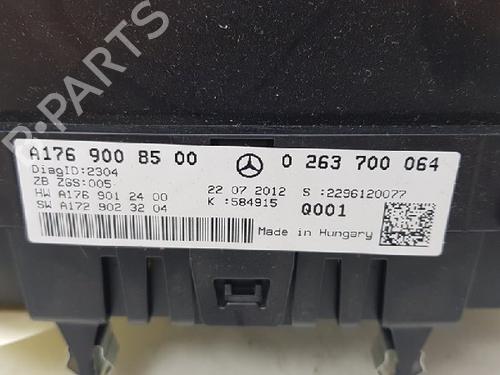 A176 900 85 00 0 263 700 064
DiagID:2304
ZB ZGS:005 22 07 2012 S :2296120077
HW A176 901 24 00 K :584915 Q001
SW A172 902 32 04 Made in Hungary
B-PARTS